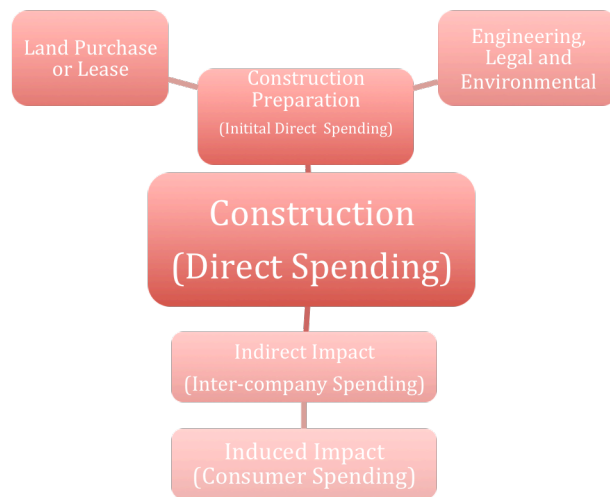 Land Purchase
or Lease
Engineering,
Legal and
Environmental
Construction
Preparation
(Initital Direct Spending)
Construction
(Direct Spending)
Indirect Impact
(Inter-company Spending)
Induced Impact
(Consumer Spending)